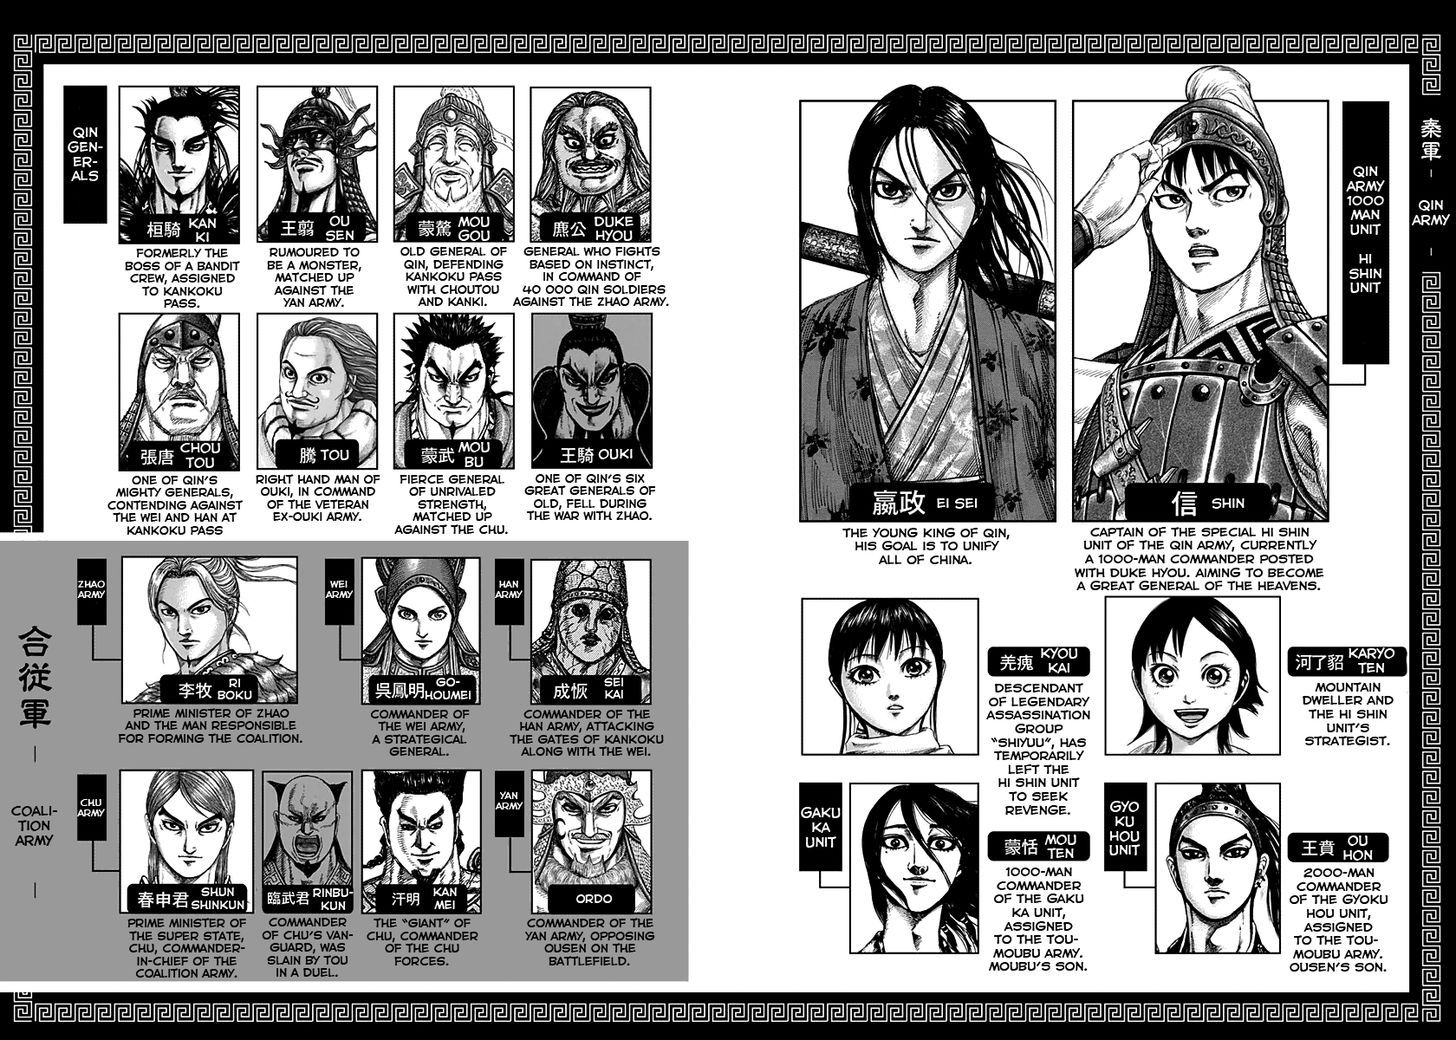 秦軍
QIN
ARMY
QIN
ARMY
1000
MAN
UNIT
HI
SHIN
UNIT
信 SHIN
CAPTAIN OF THE SPECIAL HI SHIN
UNIT OF THE QIN ARMY, CURRENTLY
A 1000-MAN COMMANDER POSTED
WITH DUKE HYOU. AIMING TO BECOME
A GREAT GENERAL OF THE HEAVENS.
嬴政 EI SEI
THE YOUNG KING OF QIN,
HIS GOAL IS TO UNIFY
ALL OF CHINA.
羌瘣 KYOU
KAI
DESCENDANT
OF LEGENDARY
ASSASSINATION
GROUP
"SHIYUU", HAS
TEMPORARILY
LEFT THE
HI SHIN UNIT
TO SEEK
REVENGE.
河了貂 KARYO
TEN
MOUNTAIN
DWELLER AND
THE HI SHIN
UNIT'S
STRATEGIST.
GAKU
KA
UNIT
蒙恬 MOU
TEN
1000-MAN
COMMANDER
OF THE GAKU
KA UNIT,
ASSIGNED
TO THE TOU-
MOUBU ARMY.
MOUBU'S SON.
GYO
KU
HOU
UNIT
王賁 OU
HON
2000-MAN
COMMANDER
OF THE GYOKU
HOU UNIT,
ASSIGNED
TO THE TOU-
MOUBU ARMY.
OUSEN'S SON.
QIN
GEN-
ER-
ALS
桓騎 KAN
KI
FORMERLY THE
BOSS OF A BANDIT
CREW, ASSIGNED
TO KANKOKU
PASS.
王翦 OU
SEN
RUMOURED TO
BE A MONSTER,
MATCHED UP
AGAINST THE
YAN ARMY.
蒙驁 MOU
GOU
OLD GENERAL OF
QIN, DEFENDING
KANKOKU PASS
WITH CHOUTOU
AND KANKI.
麃公 DUKE
HYOU
GENERAL WHO FIGHTS
BASED ON INSTINCT,
IN COMMAND OF
40 000 QIN SOLDIERS
AGAINST THE ZHAO ARMY.
張唐 CHOU
TOU
ONE OF QIN'S
MIGHTY GENERALS,
CONTENDING AGAINST
THE WEI AND HAN AT
KANKOKU PASS
騰 TOU
RIGHT HAND MAN OF
OUKI, IN COMMAND
OF THE VETERAN
EX-OUKI ARMY.
蒙武 MOU
BU
FIERCE GENERAL
OF UNRIVALED
STRENGTH,
MATCHED UP
AGAINST THE CHU.
王騎 OUKI
ONE OF QIN'S SIX
GREAT GENERALS OF
OLD, FELL DURING
THE WAR WITH ZHAO.
合従軍
COALI-
TION
ARMY
ZHAO
ARMY
李牧 RI
BOKU
PRIME MINISTER OF ZHAO
AND THE MAN RESPONSIBLE
FOR FORMING THE COALITION.
WEI
ARMY
呉鳳明 GO-
HOUMEI
COMMANDER OF
THE WEI ARMY,
A STRATEGICAL
GENERAL.
HAN
ARMY
成恢 SEI
KAI
COMMANDER OF THE
HAN ARMY, ATTACKING
THE GATES OF KANKOKU
ALONG WITH THE WEI.
CHU
ARMY
春申君 SHUN
SHINKUN
PRIME MINISTER OF
THE SUPER STATE,
CHU, COMMANDER-
IN-CHIEF OF THE
COALITION ARMY.
臨武君 RINBU-
KUN
COMMANDER
OF CHU'S VAN-
GUARD, WAS
SLAIN BY TOU
IN A DUEL.
汗明 KAN
MEI
THE "GIANT" OF
CHU, COMMANDER
OF THE CHU
FORCES.
YAN
ARMY
ORDO
COMMANDER OF THE
YAN ARMY, OPPOSING
OUSEN ON THE
BATTLEFIELD.